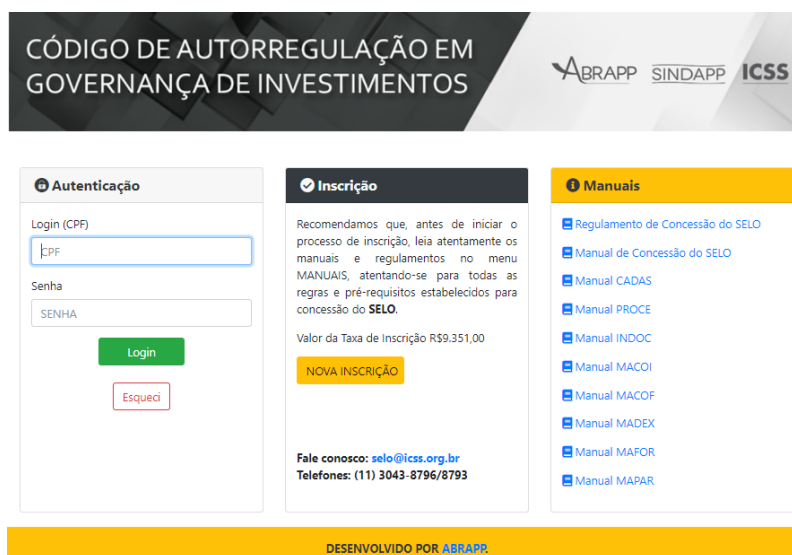 CÓDIGO DE AUTORREGULAÇÃO EM
GOVERNANÇA DE INVESTIMENTOS
ABRAPP SINDAPP ICSS
Autenticação
Login (CPF)
CPF
Senha
SENHA
Login
Esqueci
Inscrição
Recomendamos que, antes de iniciar o
processo de inscrição, leia atentamente os
manuais e regulamentos no menu
MANUAIS, atentando-se para todas as
regras e pré-requisitos estabelecidos para
concessão do SELO.
Valor da Taxa de Inscrição R$9.351,00
NOVA INSCRIÇÃO
Fale conosco: selo@icss.org.br
Telefones: (11) 3043-8796/8793
Manuais
Regulamento de Concessão do SELO
Manual de Concessão do SELO
Manual CADAS
Manual PROCE
Manual INDOC
Manual MACOI
Manual MACOF
Manual MADEX
Manual MAFOR
Manual MAPAR
DESENVOLVIDO POR ABRAPP.